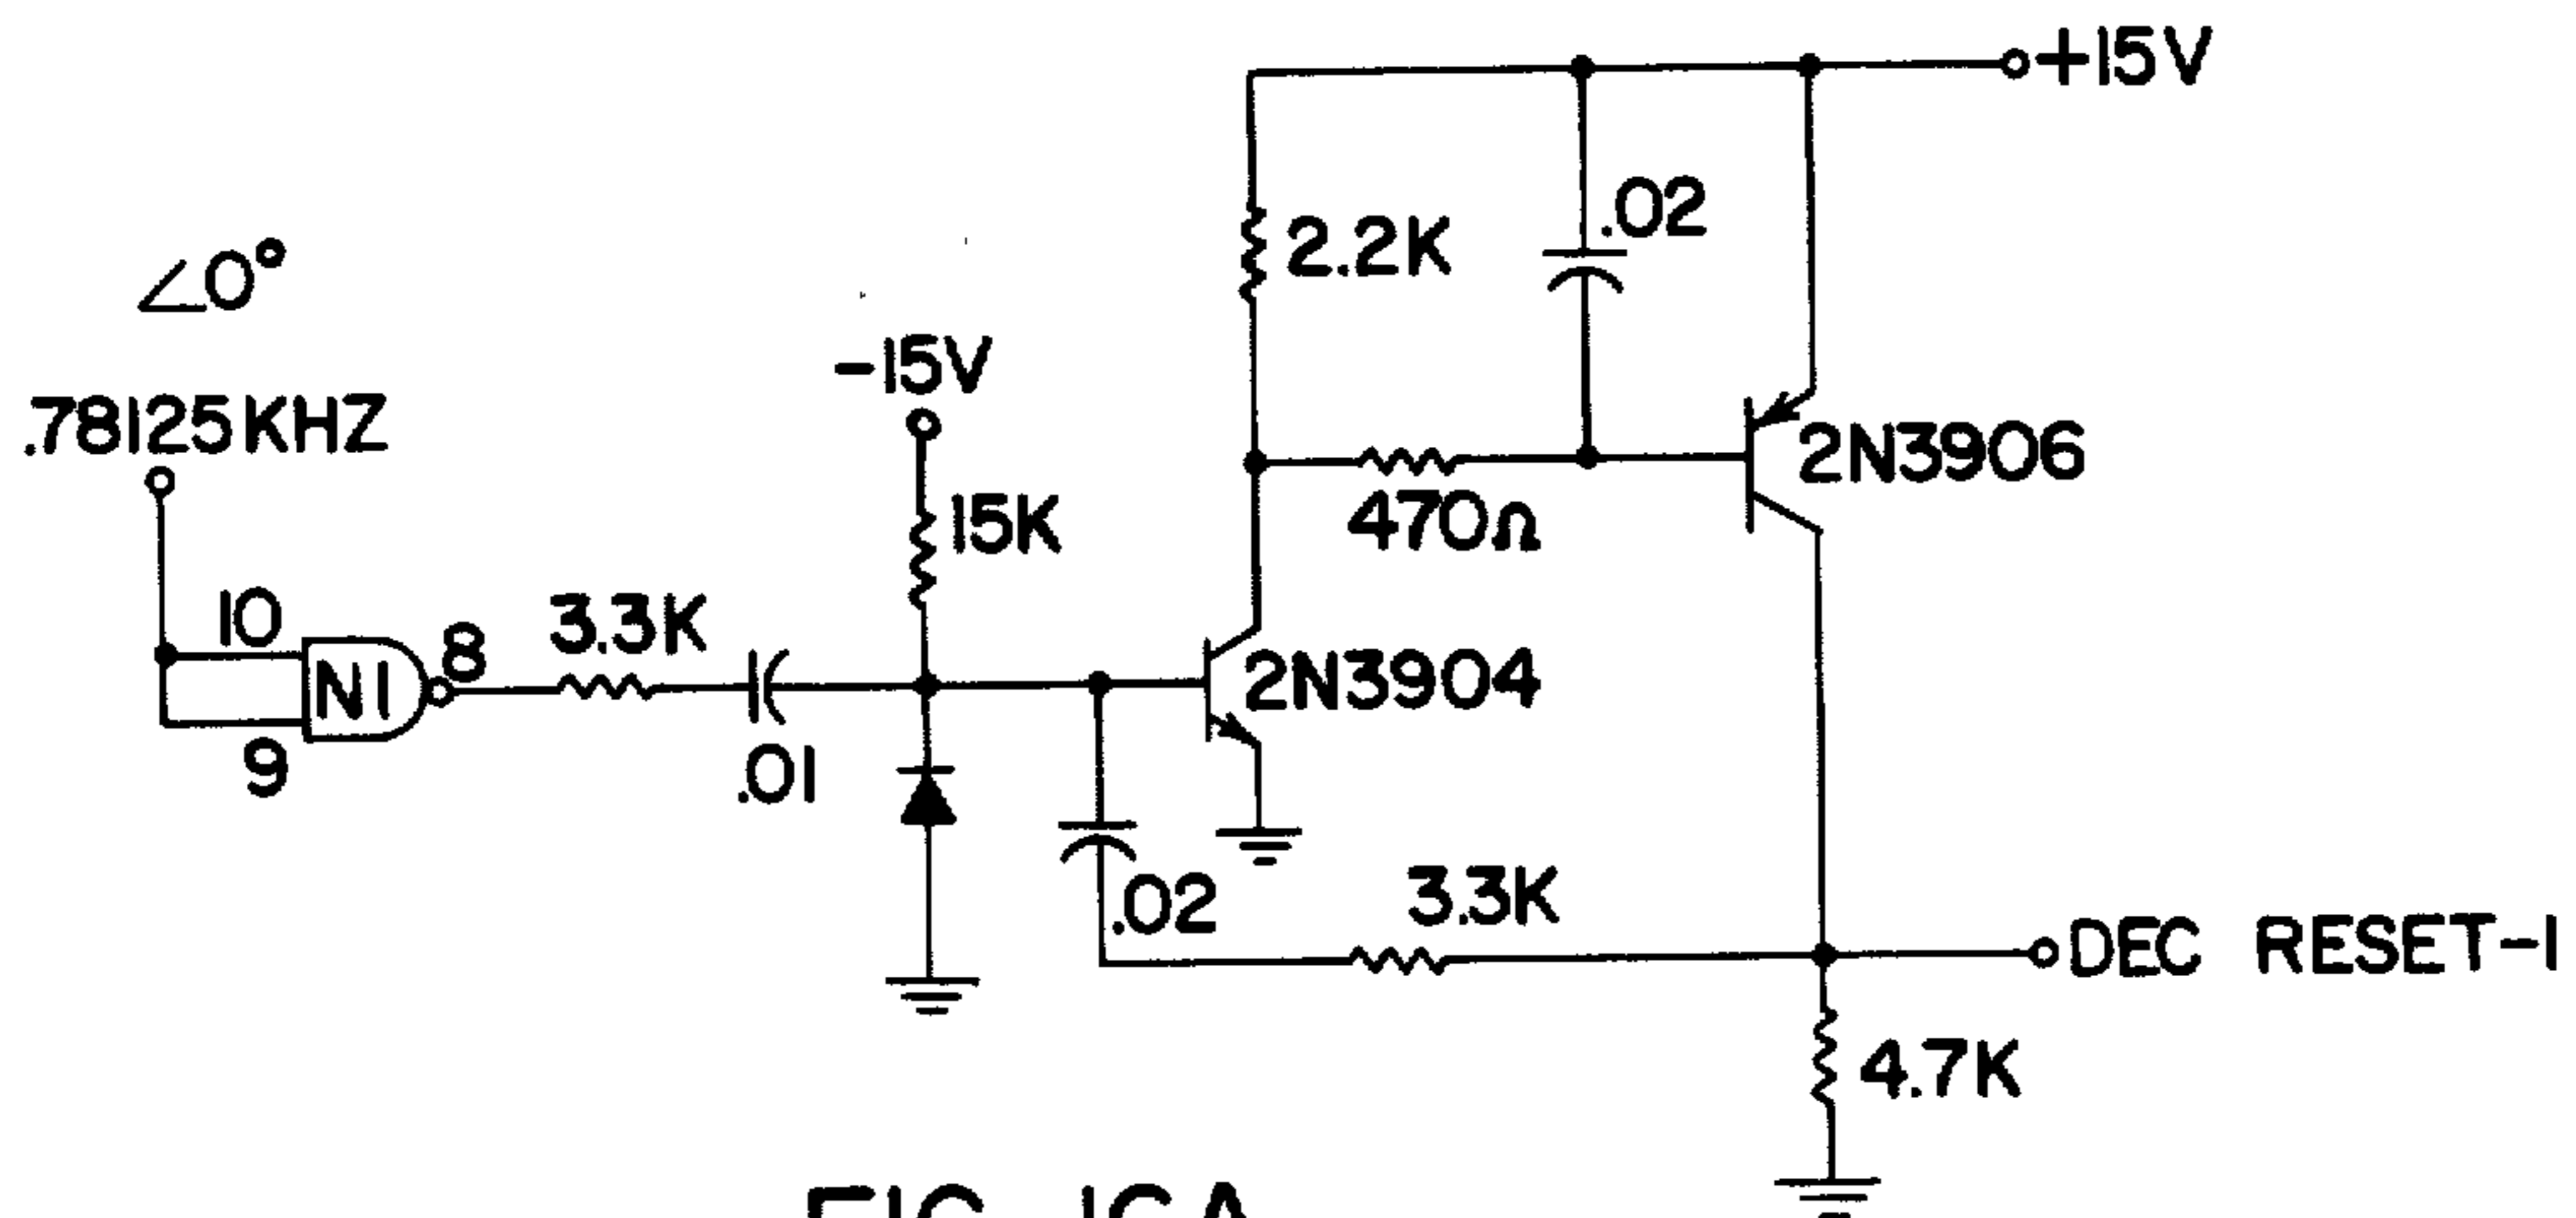 +15V
.02
2.2K
∠0°
-15V
.78125KHZ
2N3906
15K
470Ω
10
8
3.3K
N1
2N3904
9
.01
.02
3.3K
DEC RESET-1
4.7K